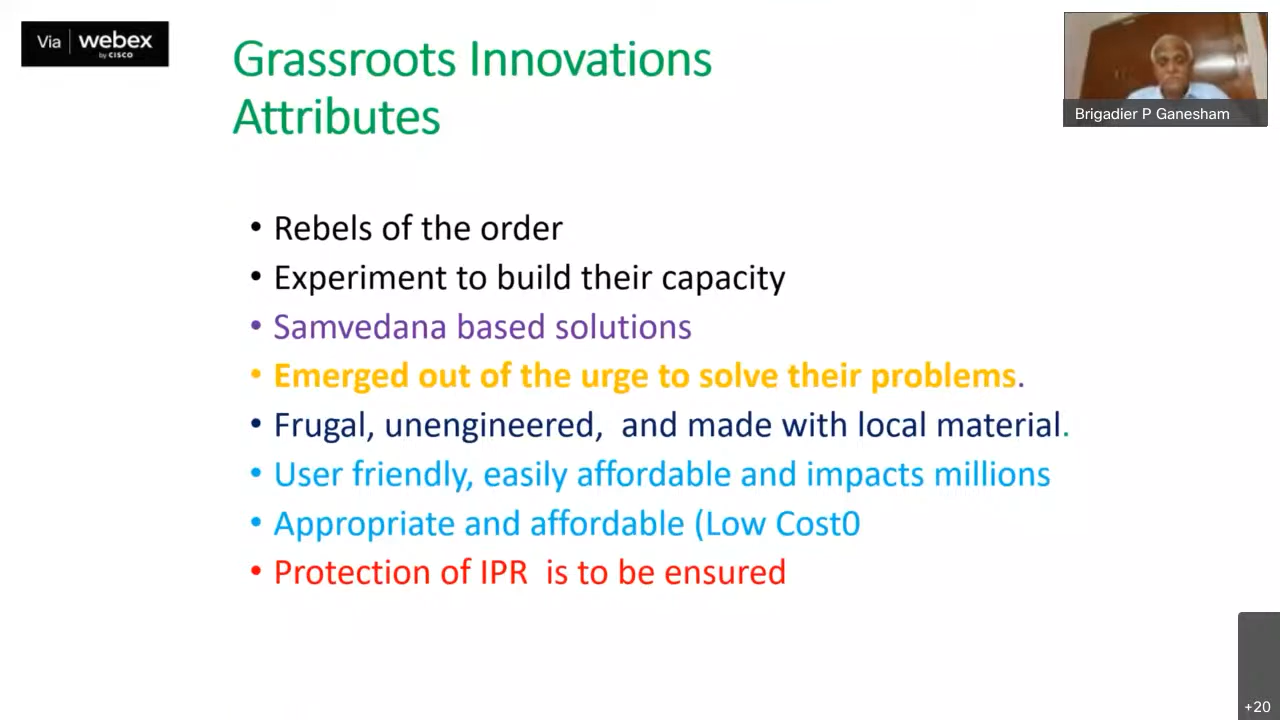 Via webex
by CISCO
Grassroots Innovations
Attributes
Brigadier P Ganesham
• Rebels of the order
• Experiment to build their capacity
• Samvedana based solutions
• Emerged out of the urge to solve their problems.
• Frugal, unengineered,  and made with local material.
• User friendly, easily affordable and impacts millions
• Appropriate and affordable (Low Cost0
• Protection of IPR  is to be ensured
+20